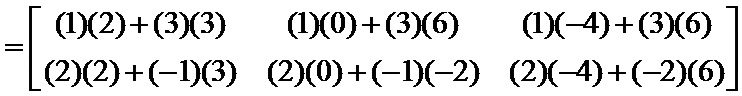 = [ (1)(2) + (3)(3) (1)(0) + (3)(6) (1)(−4) + (3)(6)
(2)(2) + (−1)(3) (2)(0) + (−1)(−2) (2)(−4) + (−2)(6) ]